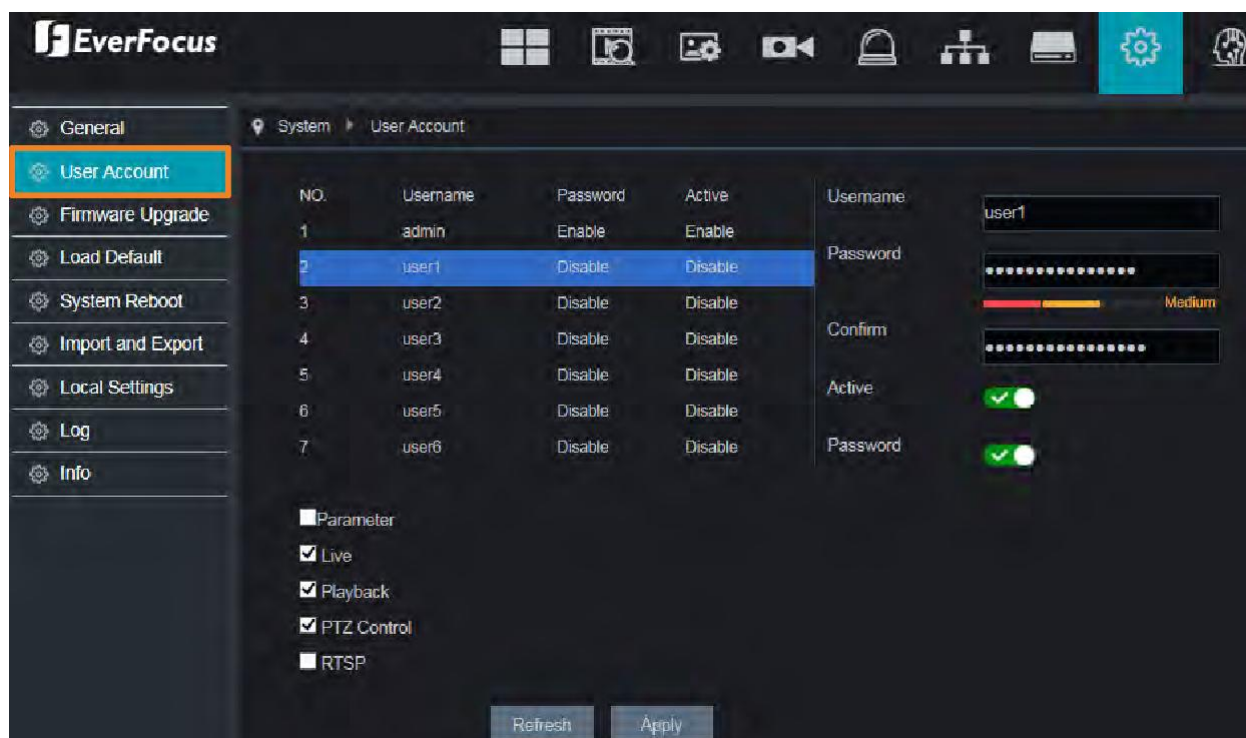 EverFocus
General
User Account
Firmware Upgrade
Load Default
System Reboot
Import and Export
Local Settings
Log
Info
System User Account
NO. Username Password Active
1 admin Enable Enable
2 user1 Disable Disable
3 user2 Disable Disable
4 user3 Disable Disable
5 user4 Disable Disable
6 user5 Disable Disable
7 user6 Disable Disable
Username user1
Password ●●●●●●●●●●●●●●●
Medium
Confirm ●●●●●●●●●●●●●●●●
Active
Password
Parameter
Live
Playback
PTZ Control
RTSP
Refresh Apply